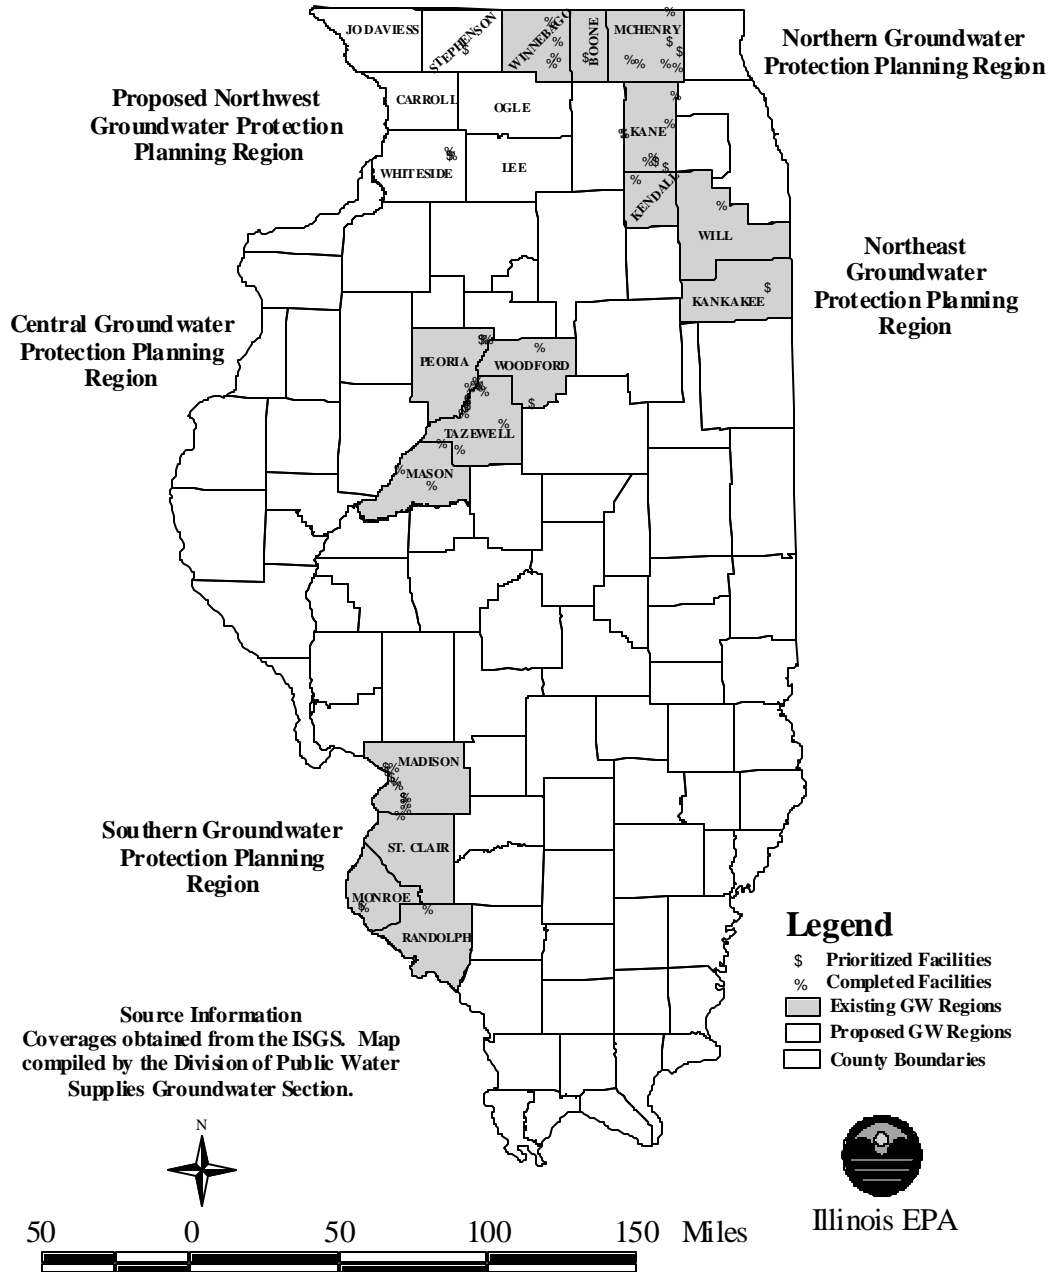 JO DAVIESS
STEPHENSON
WINNEBAGO
BOONE
MCHENRY
Northern Groundwater
Protection Planning Region
Proposed Northwest
Groundwater Protection
Planning Region
CARROLL
OGLE
KANE
WHITESIDE
LEE
KENDALL
WILL
Northeast
Groundwater
Protection Planning
Region
KANKAKEE
Central Groundwater
Protection Planning
Region
PEORIA
WOODFORD
TAZEWELL
MASON
MADISON
Southern Groundwater
Protection Planning
Region
ST. CLAIR
MONROE
RANDOLPH
Legend
$ Prioritized Facilities
% Completed Facilities
Existing GW Regions
Proposed GW Regions
County Boundaries
Source Information
Coverages obtained from the ISGS. Map
compiled by the Division of Public Water
Supplies Groundwater Section.
N
Illinois EPA
50 0 50 100 150 Miles